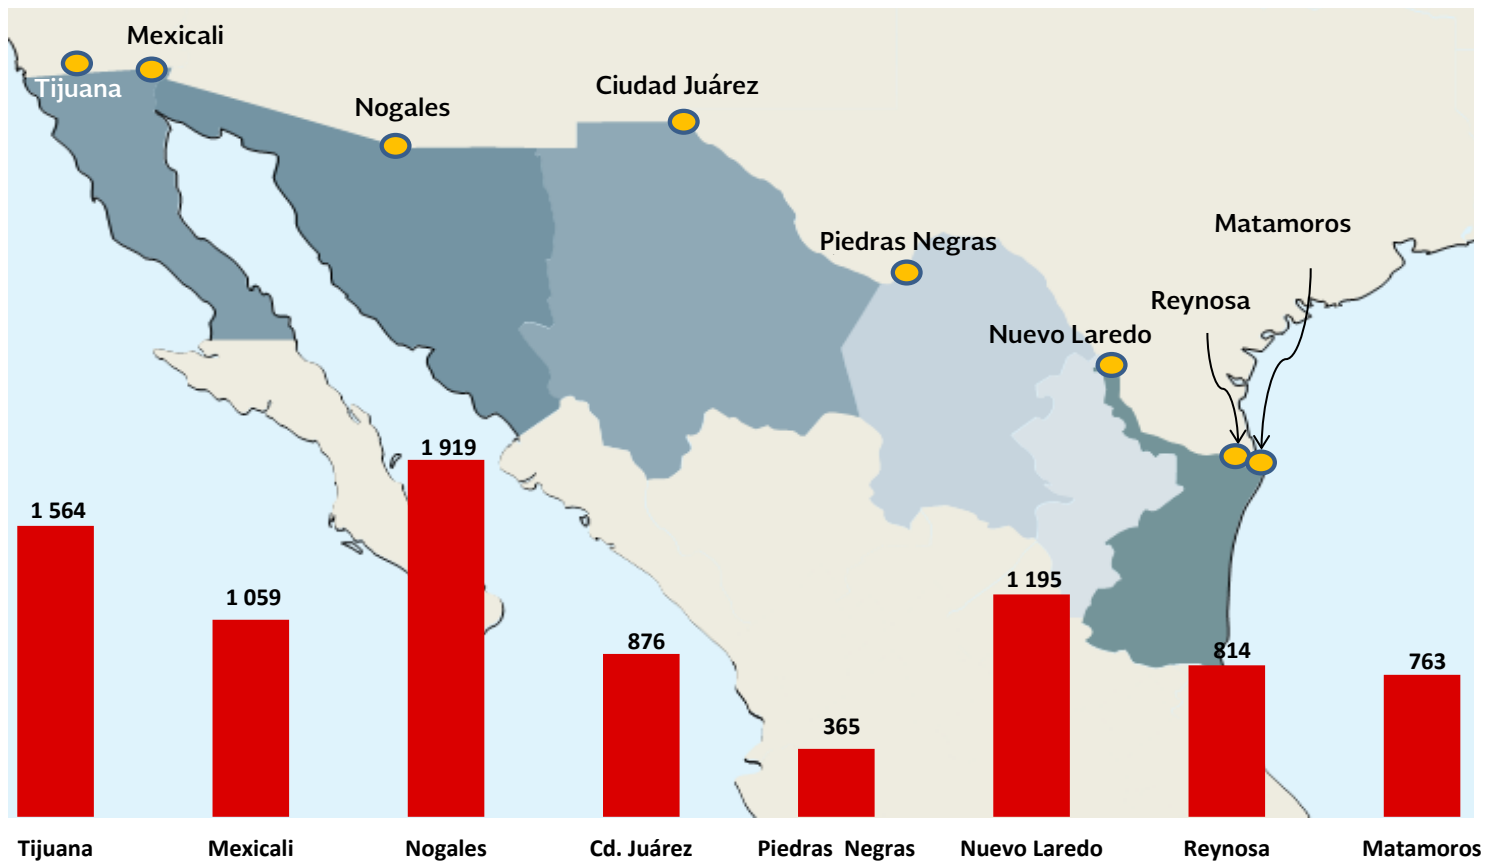 Mexicali
Tijuana
Ciudad Juárez
Nogales
Matamoros
Piedras Negras
Reynosa
Nuevo Laredo
1 919
1 564
1 195
1 059
876
814
763
365
Tijuana Mexicali Nogales Cd. Juárez Piedras Negras Nuevo Laredo Reynosa Matamoros